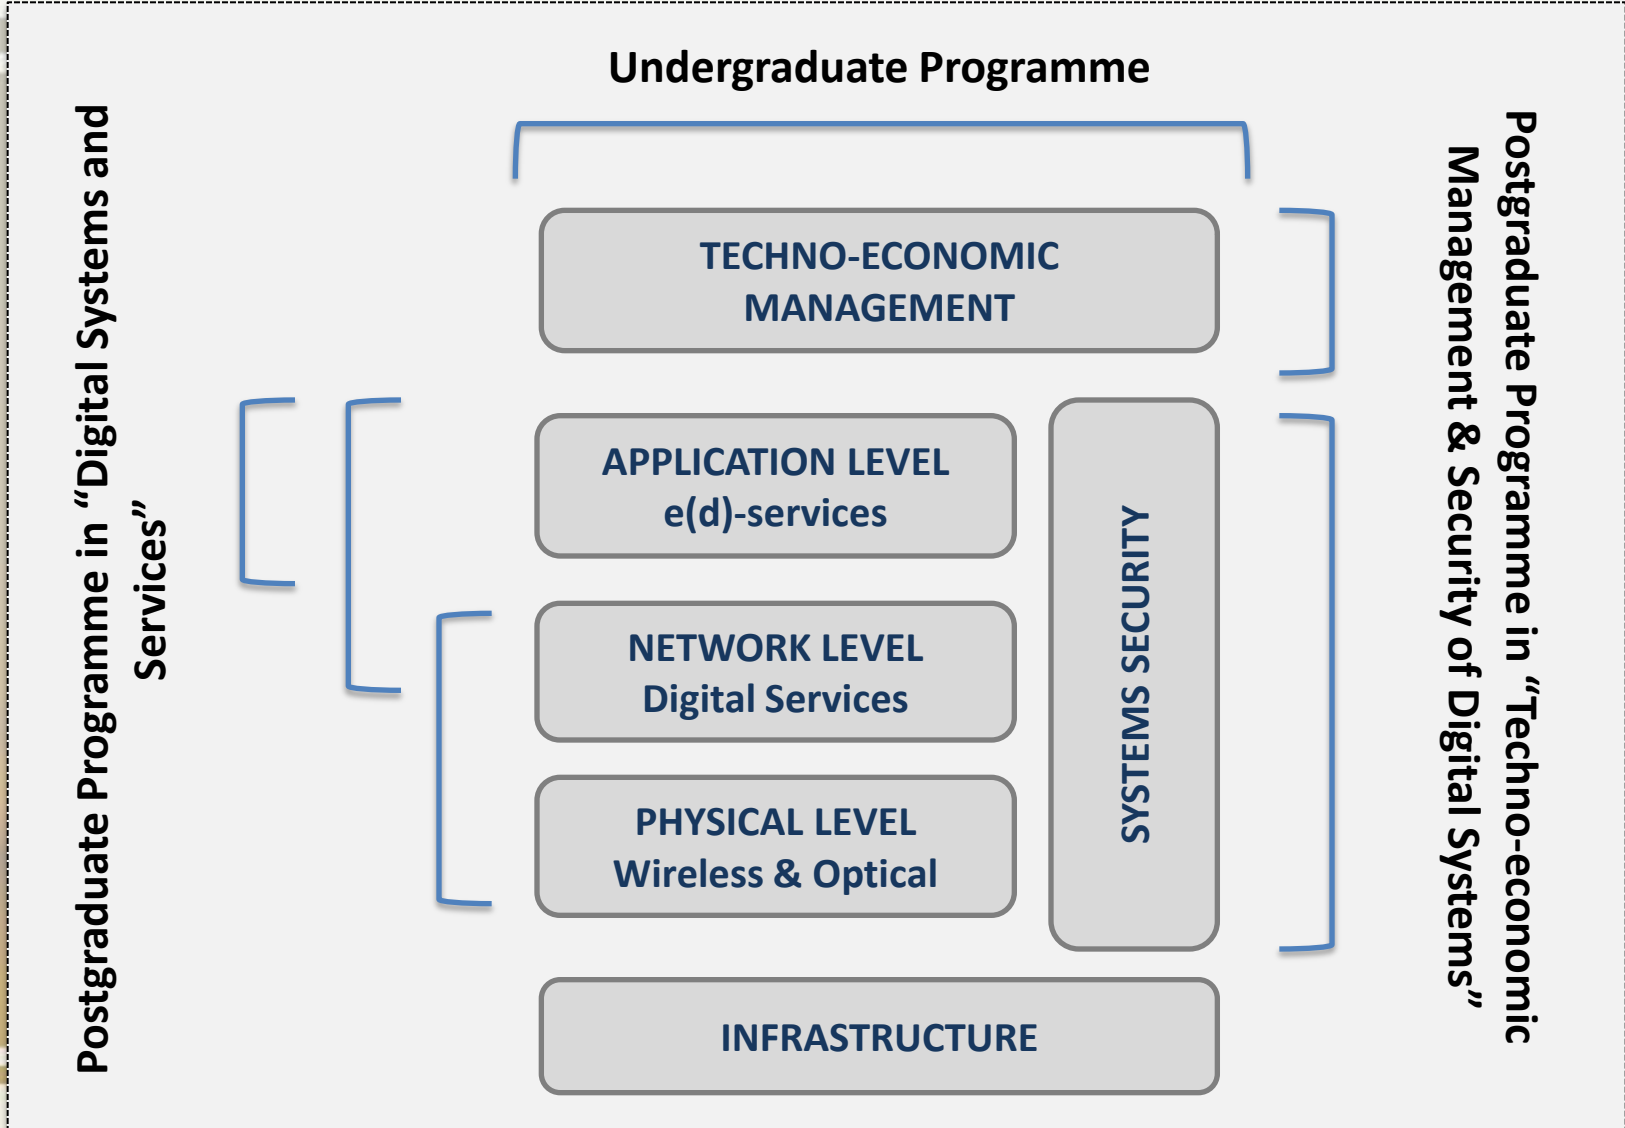 Undergraduate Programme
Postgraduate Programme in “Digital Systems and
Services”
TECHNO-ECONOMIC
MANAGEMENT
APPLICATION LEVEL
e(d)-services
NETWORK LEVEL
Digital Services
PHYSICAL LEVEL
Wireless & Optical
SYSTEMS SECURITY
INFRASTRUCTURE
Postgraduate Programme in “Techno-economic
Management & Security of Digital Systems”